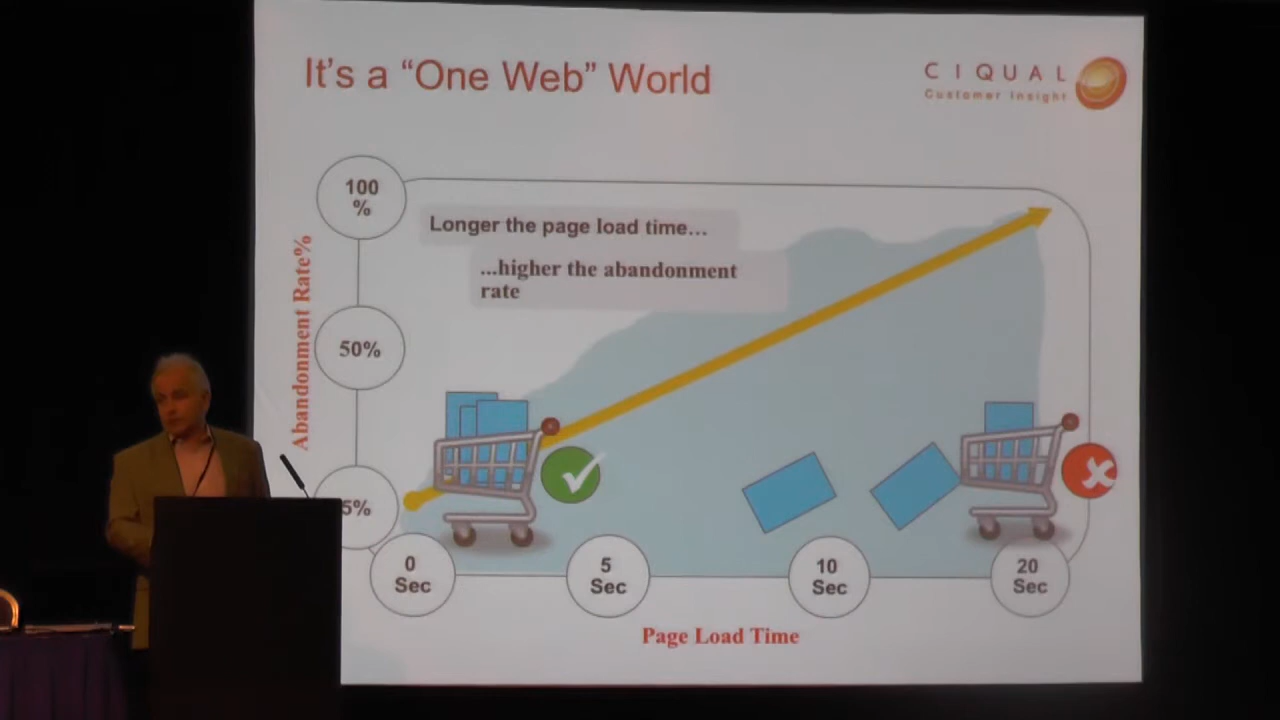 It's a “One Web” World
CIQUAL
Customer Insight
100
%
Longer the page load time...
...higher the abandonment
rate
Abandonment Rate%
50%
5%
0
Sec
5
Sec
10
Sec
20
Sec
Page Load Time